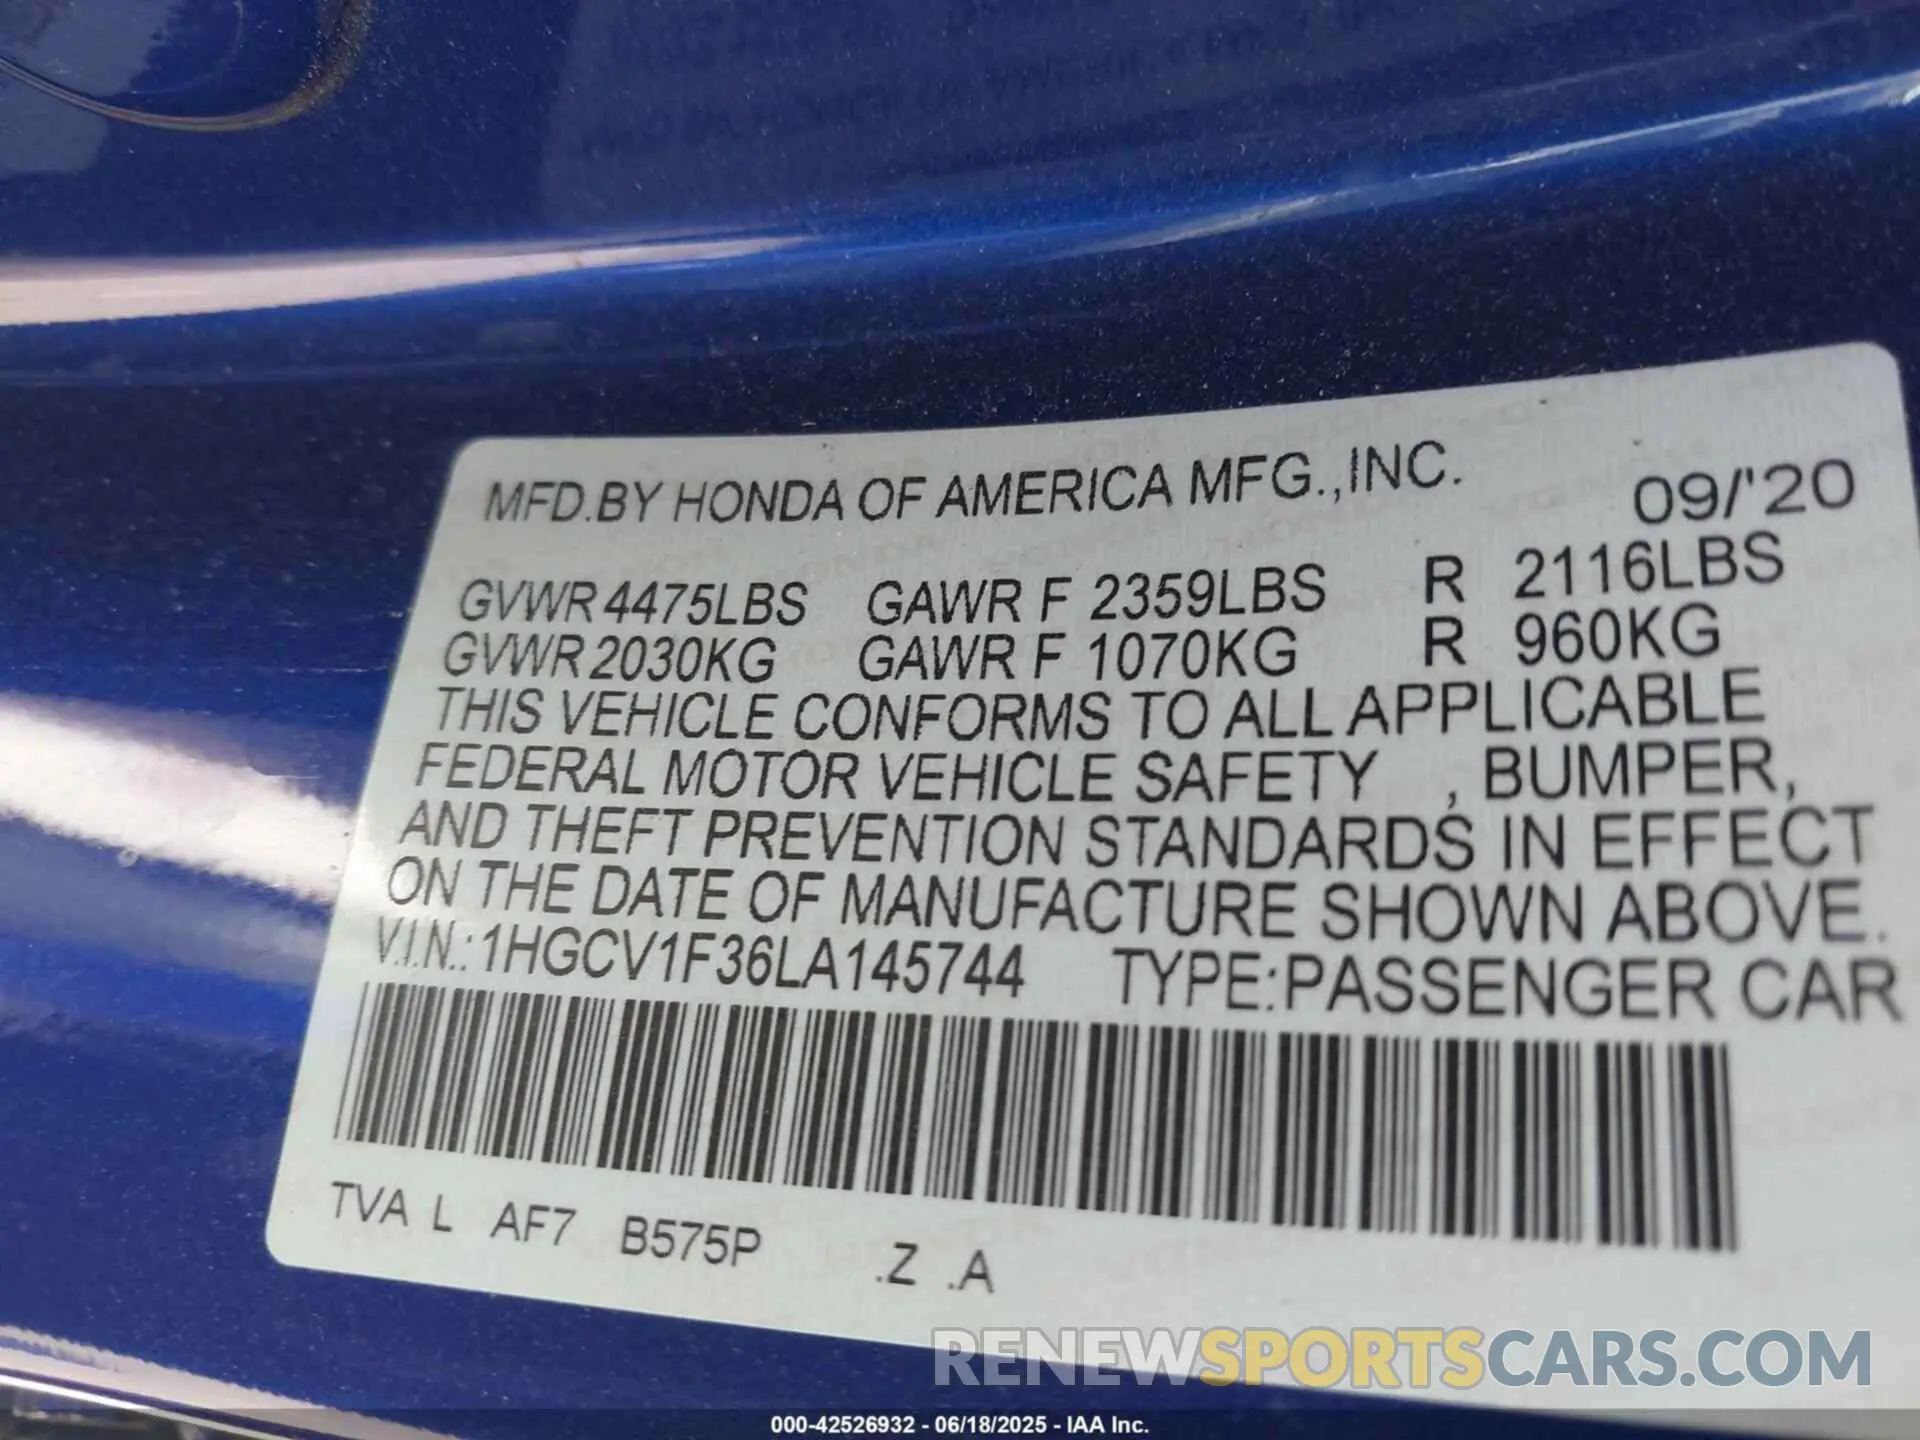 MFD.BY HONDA OF AMERICA MFG.,INC. 09/'20
GVWR 4475LBS GAWR F 2359LBS R 2116LBS
GVWR 2030KG GAWR F 1070KG R 960KG
THIS VEHICLE CONFORMS TO ALL APPLICABLE
FEDERAL MOTOR VEHICLE SAFETY , BUMPER,
AND THEFT PREVENTION STANDARDS IN EFFECT
ON THE DATE OF MANUFACTURE SHOWN ABOVE.
V.I.N.: 1HGCV1F36LA145744 TYPE:PASSENGER CAR
TVA L AF7 B575P .Z .A
RENEWSPORTSCARS.COM
000-42526932 - 06/18/2025 - IAA Inc.